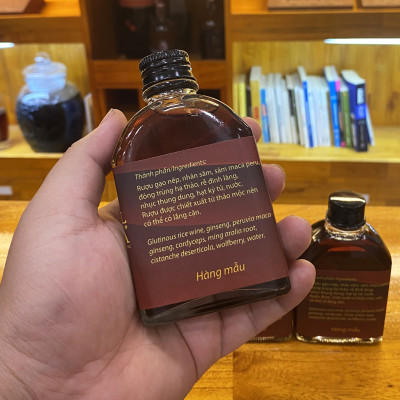 Thành phần/Ingredients:
Rượu gạo nếp, nhân sâm, sâm maca peru,
đông trùng hạ thảo, rễ đinh lăng,
nhục thung dung, hạt kỷ tử, nước.
Rượu được chiết xuất từ thảo mộc nên
có thể có lắng cặn.
Glutinous rice wine, ginseng, peruvia maca
ginseng, cordyceps, ming aralia root,
cistanche deserticola, wolfberry, water.
Hàng mẫu
Hàng mẫu